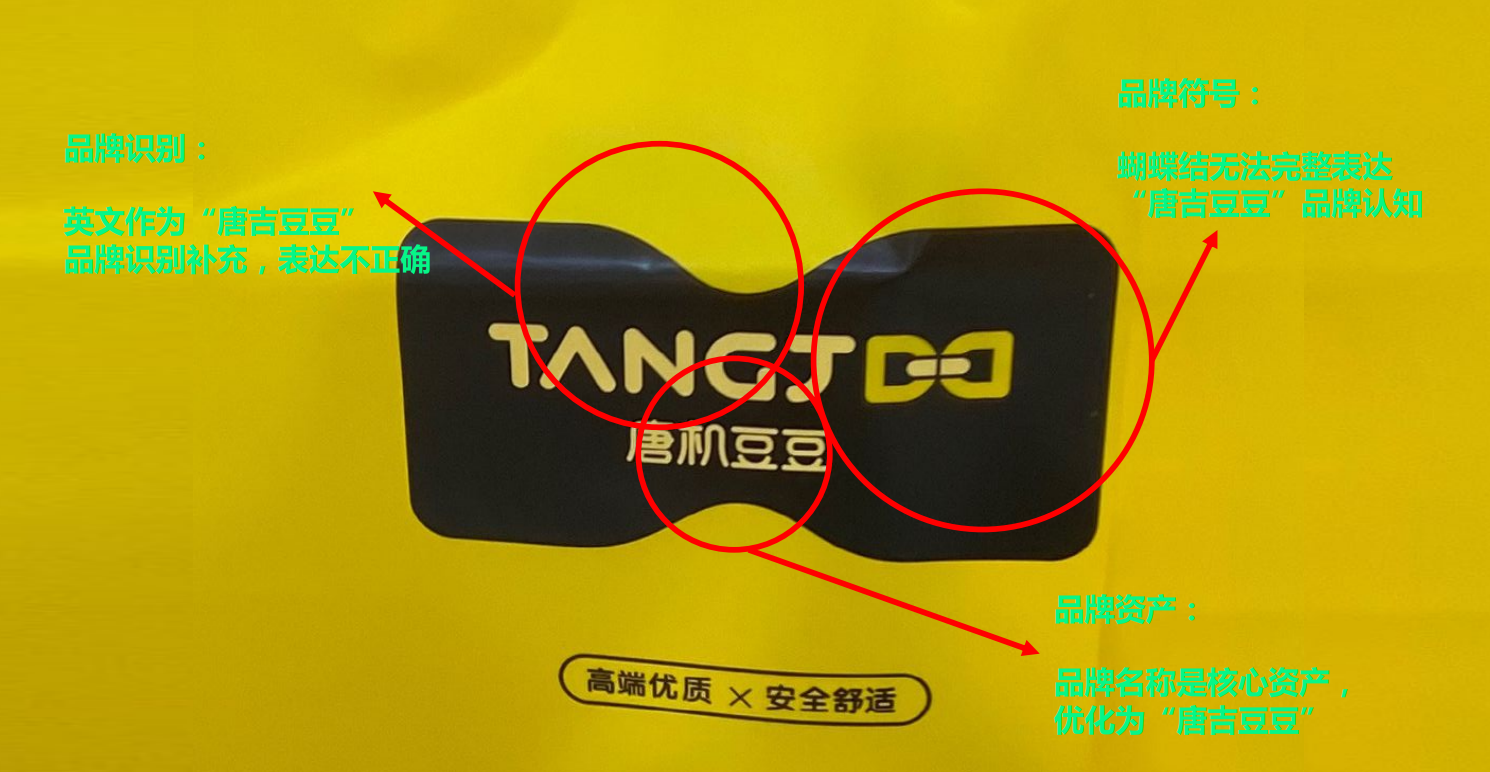 品牌符号：
品牌识别：
蝴蝶结无法完整表达
“唐吉豆豆”品牌认知
英文作为“唐吉豆豆”
品牌识别补充，表达不正确
TANGJDD
唐机豆豆
品牌资产：
品牌名称是核心资产，
优化为“唐吉豆豆”
高端优质 × 安全舒适